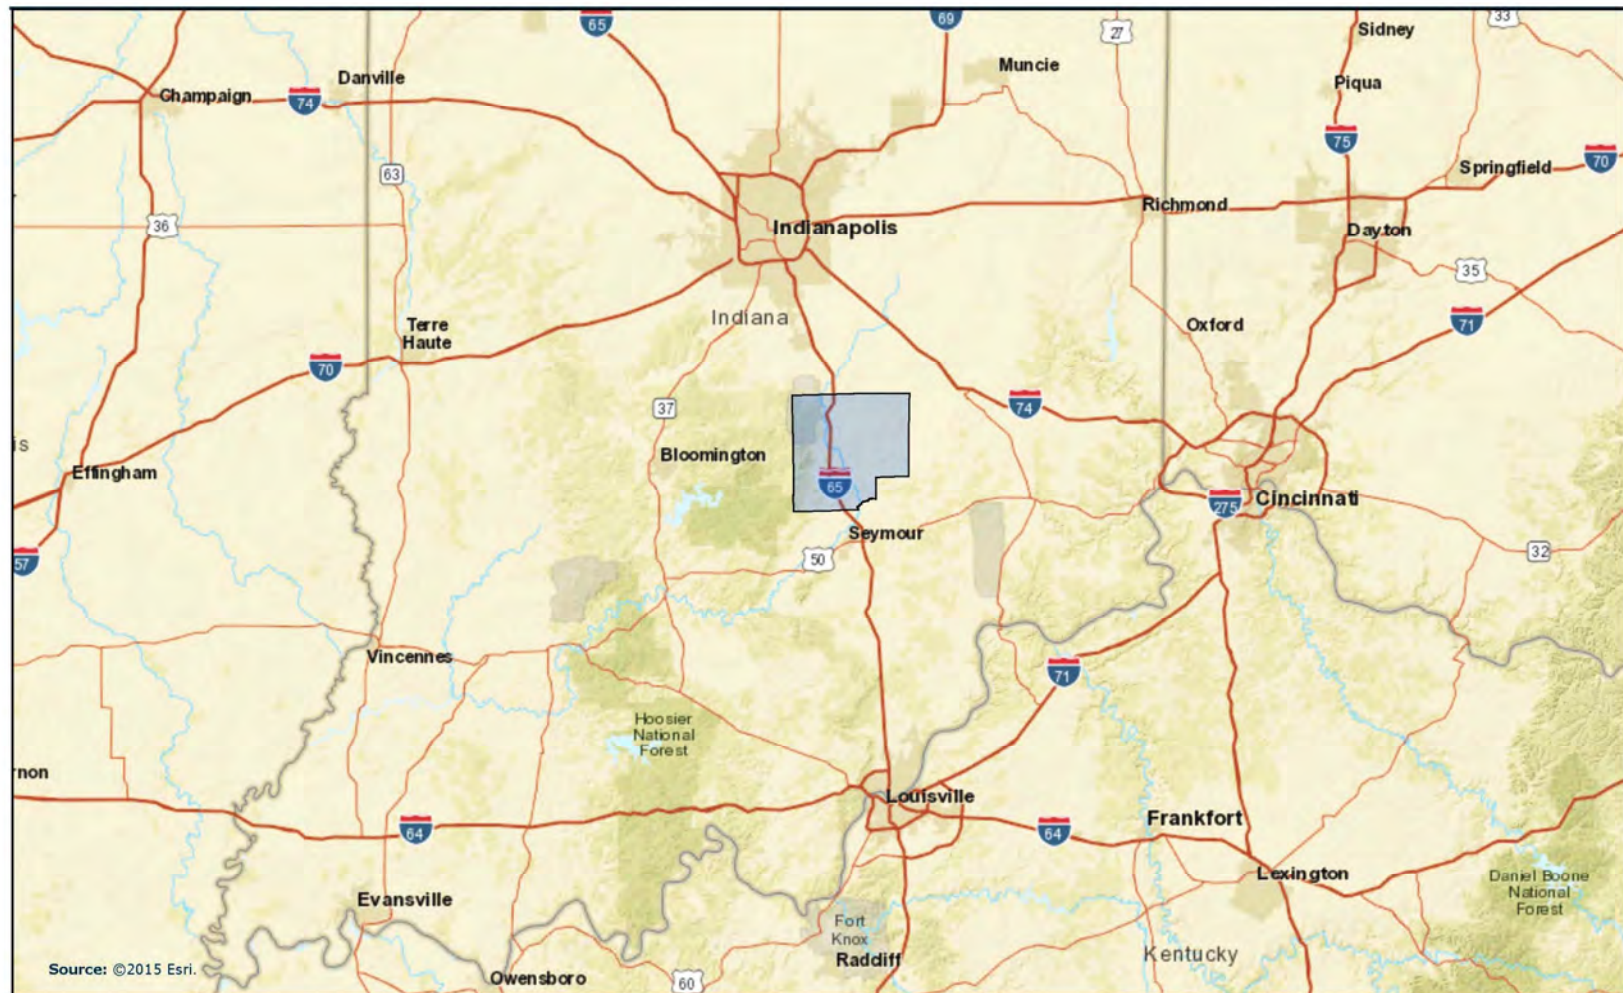 65
69
27
33
Sidney
Muncie
Danville
Champaign
74
Piqua
75
Springfield
70
63
Richmond
36
Indianapolis
Dayton
35
Indiana
Terre
Haute
Oxford
71
70
37
74
is
Bloomington
Effingham
65
275
Cincinnati
Seymour
50
32
57
Vincennes
71
Hoosier
National
Forest
rnon
Louisville
64
64
Frankfort
Lexington
Daniel Boone
National
Forest
Evansville
Fort
Knox
Radcliff
Kentucky
Source: ©2015 Esri.
Owensboro
60